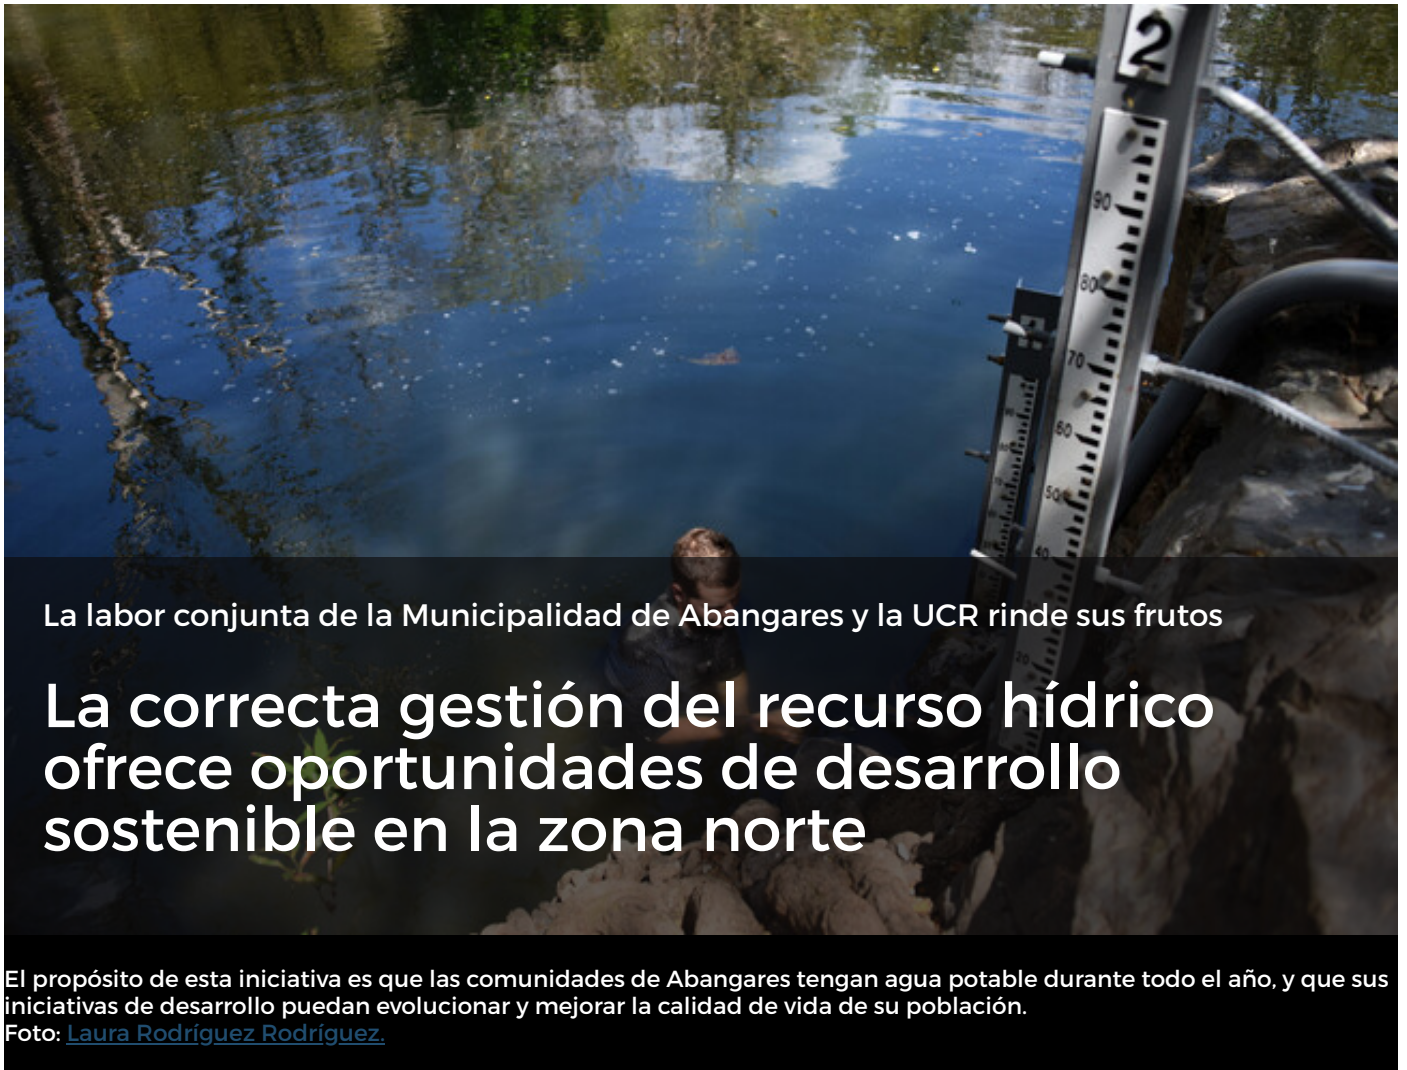 2
90
80
70
60
50
40
20
La labor conjunta de la Municipalidad de Abangares y la UCR rinde sus frutos
La correcta gestión del recurso hídrico
ofrece oportunidades de desarrollo
sostenible en la zona norte
El propósito de esta iniciativa es que las comunidades de Abangares tengan agua potable durante todo el año, y que sus
iniciativas de desarrollo puedan evolucionar y mejorar la calidad de vida de su población.
Foto: Laura Rodríguez Rodríguez.